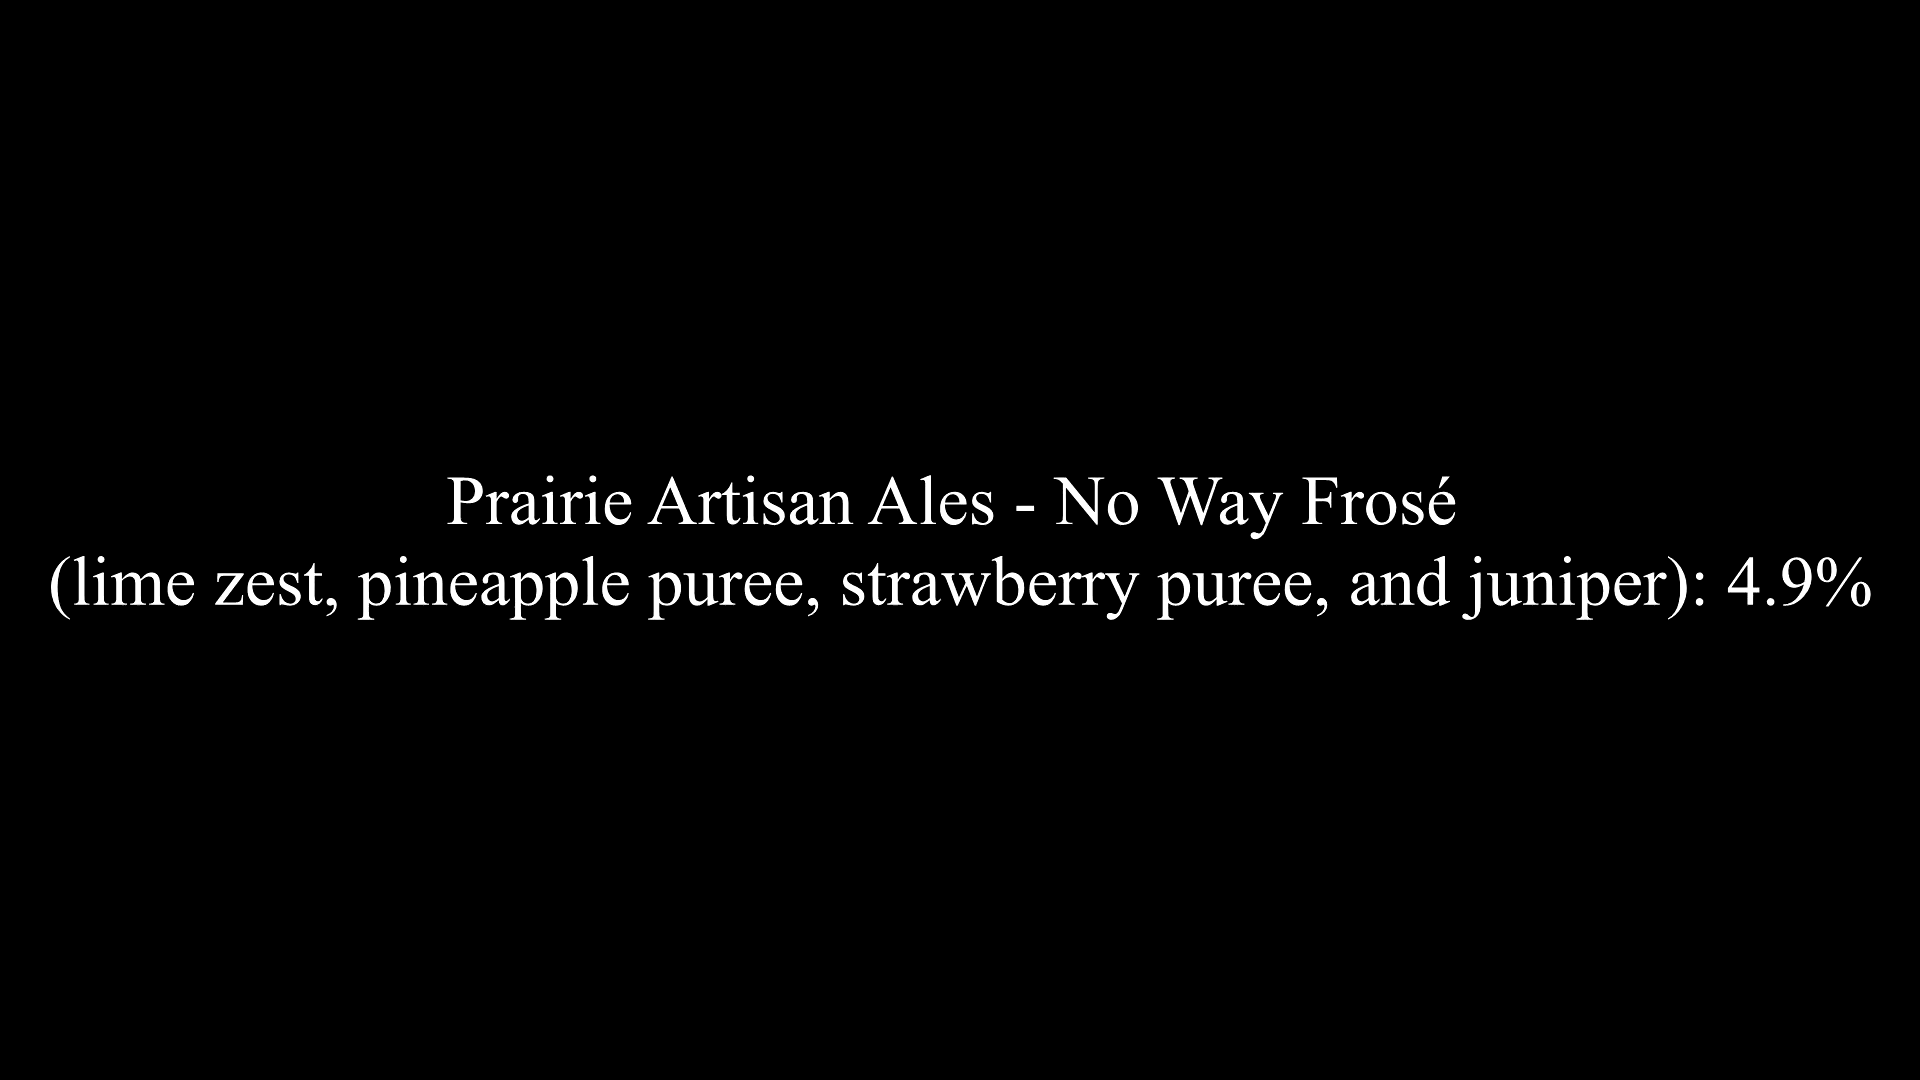 Prairie Artisan Ales - No Way Frosé
(lime zest, pineapple puree, strawberry puree, and juniper): 4.9%